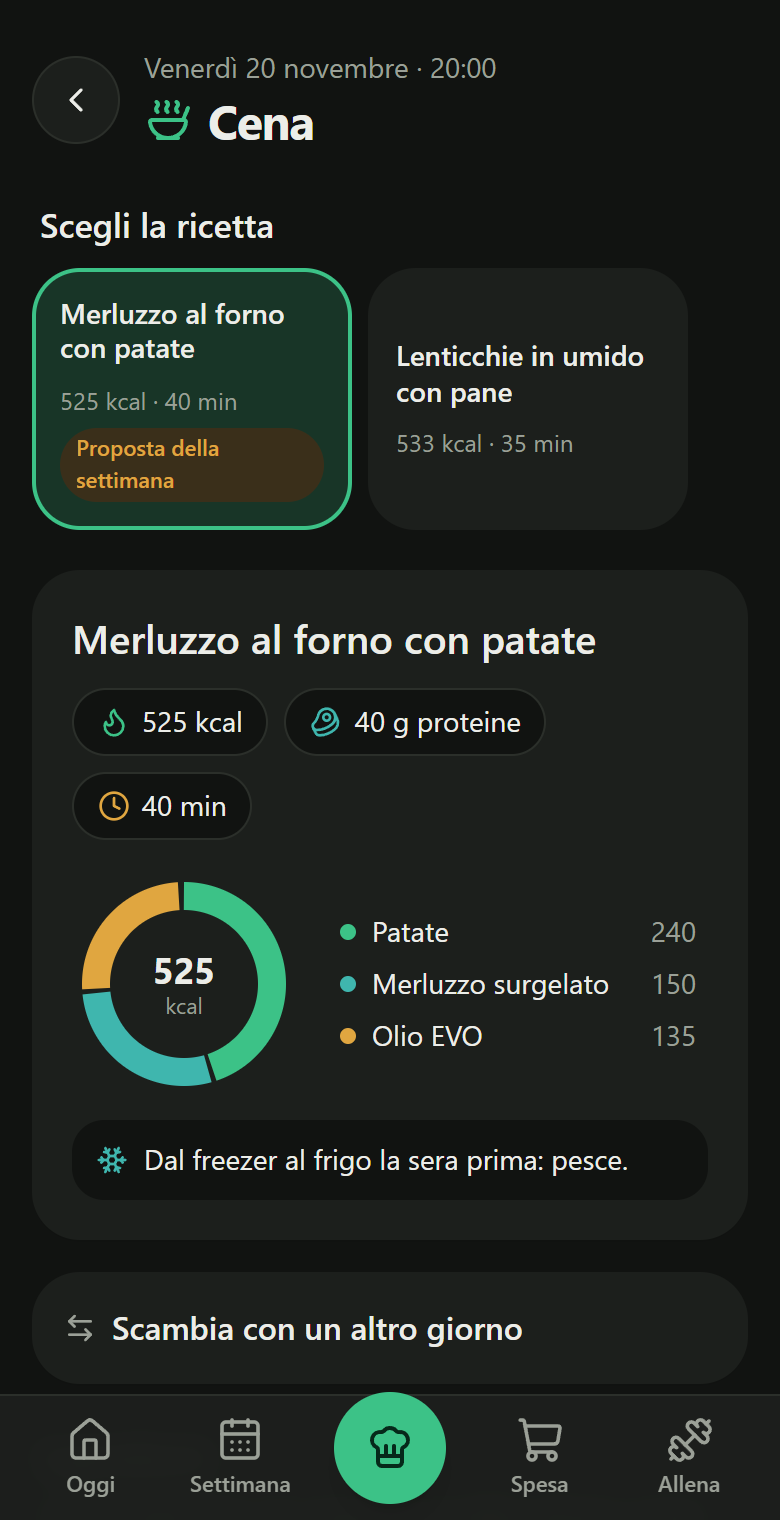 Venerdì 20 novembre · 20:00
Cena
Scegli la ricetta
Merluzzo al forno
con patate
525 kcal · 40 min
Proposta della
settimana
Lenticchie in umido
con pane
533 kcal · 35 min
Merluzzo al forno con patate
525 kcal
40 g proteine
40 min
525
kcal
Patate 240
Merluzzo surgelato 150
Olio EVO 135
Dal freezer al frigo la sera prima: pesce.
Scambia con un altro giorno
Oggi
Settimana
Spesa
Allena